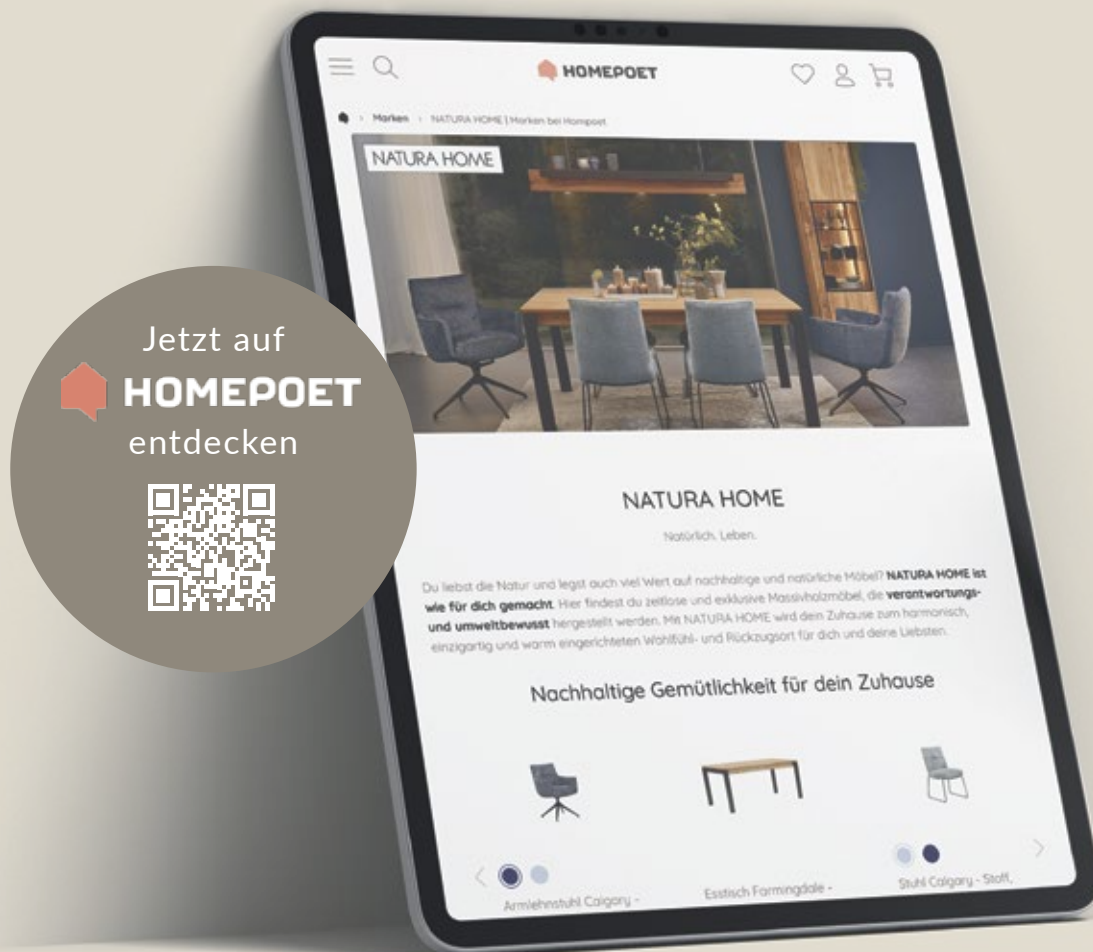 Jetzt auf
HOMEPOET
entdecken
HOMEPOET
Marken › NATURA HOME | Marken bei Hompoet
NATURA HOME
NATURA HOME
Natürlich. Leben.
Du liebst die Natur und legst auch viel Wert auf nachhaltige und natürliche Möbel? NATURA HOME ist
wie für dich gemacht. Hier findest du zeitlose und exklusive Massivholzmöbel, die verantwortungs-
und umweltbewusst hergestellt werden. Mit NATURA HOME wird dein Zuhause zum harmonisch,
einzigartig und warm eingerichteten Wohlfühl- und Rückzugsort für dich und deine Liebsten.
Nachhaltige Gemütlichkeit für dein Zuhause
Armlehnstuhl Calgary -
Esstisch Farmingdale -
Stuhl Calgary - Stoff,